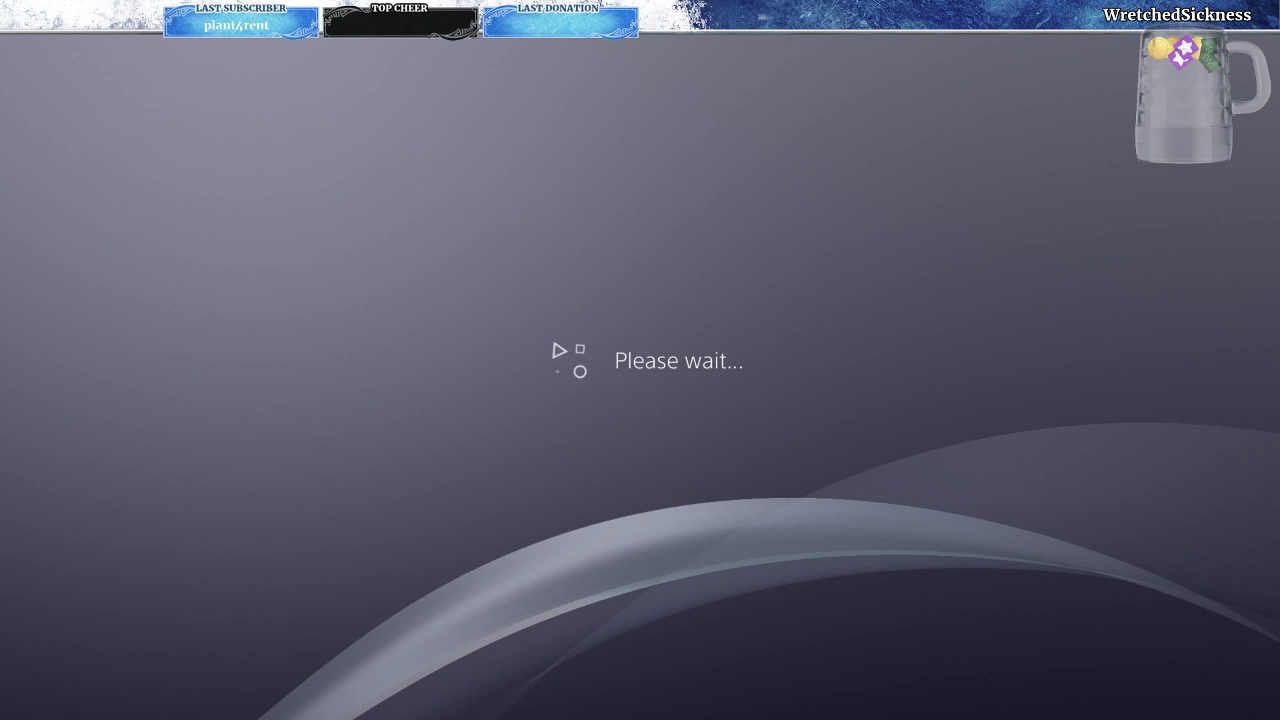 LAST SUBSCRIBER
plant4rent
TOP CHEER
LAST DONATION
WretchedSickness
Please wait...